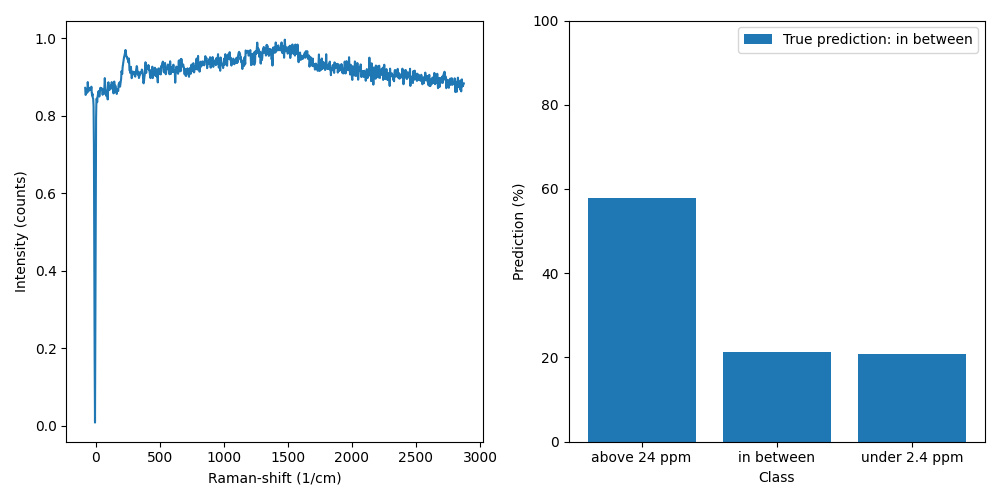 1.0
0.8
0.6
0.4
0.2
0.0
Intensity (counts)
0 500 1000 1500 2000 2500 3000
Raman-shift (1/cm)
100
80
60
40
20
0
Prediction (%)
True prediction: in between
above 24 ppm in between under 2.4 ppm
Class